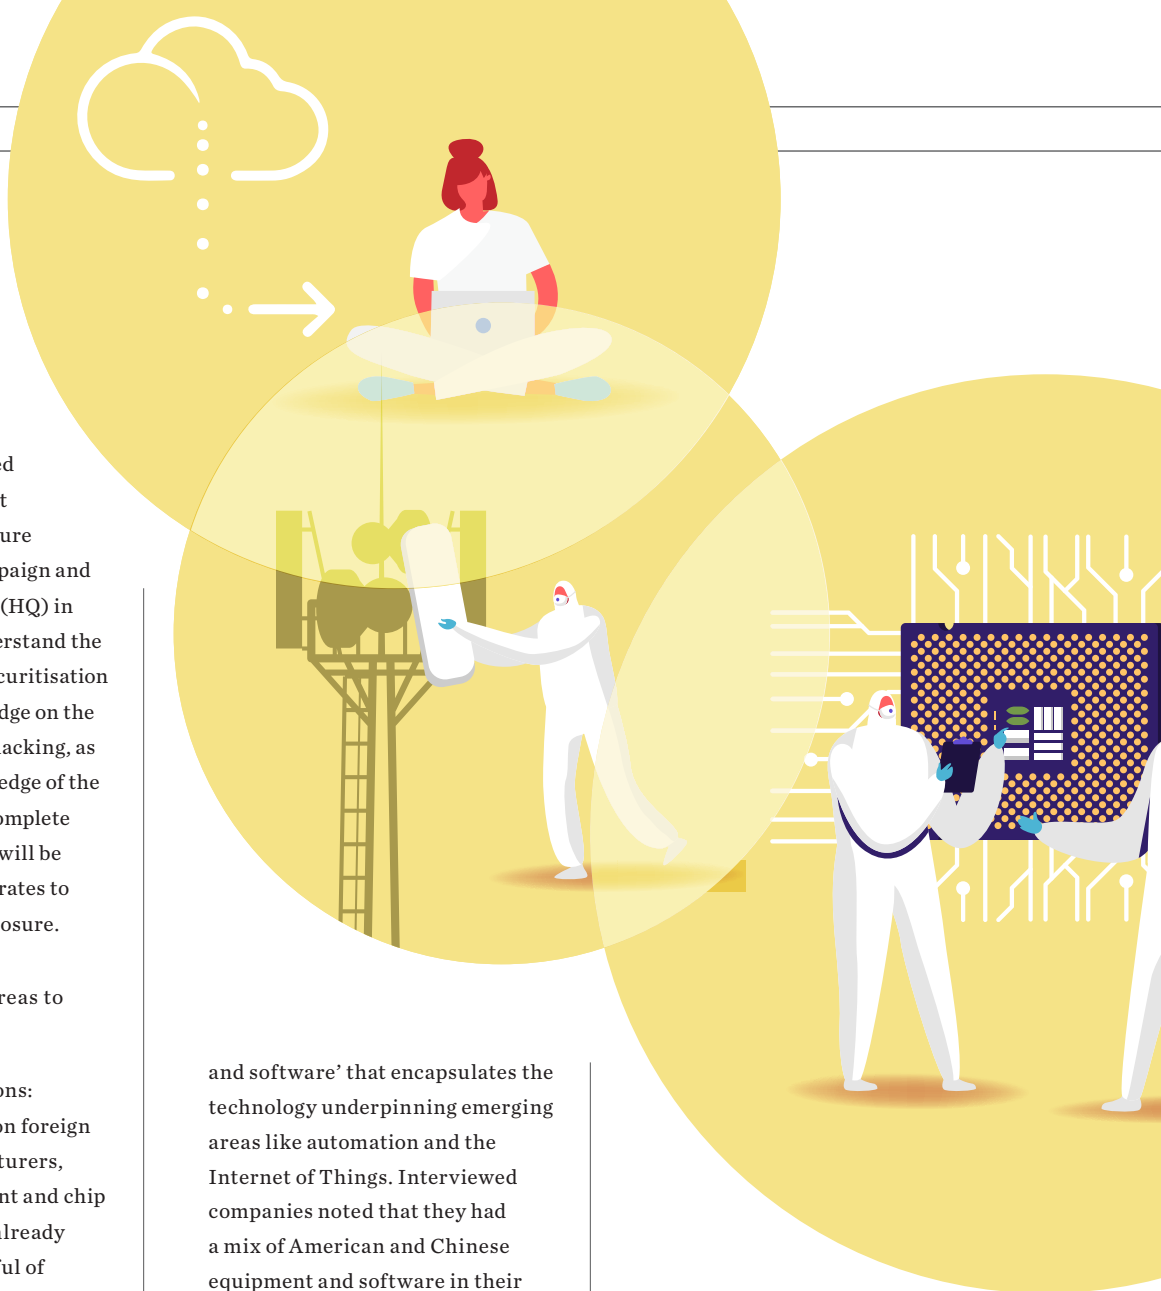 ed
t
ure
paign and
(HQ) in
erstand the
curitisation
dge on the
acking, as
edge of the
omplete
will be
rates to
osure.
reas to
ons:
on foreign
turers,
nt and chip
already
ful of
and software’ that encapsulates the
technology underpinning emerging
areas like automation and the
Internet of Things. Interviewed
companies noted that they had
a mix of American and Chinese
equipment and software in their